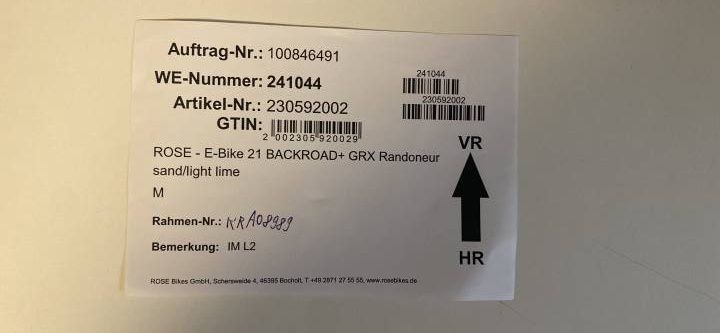 Auftrag-Nr.: 100846491
WE-Nummer: 241044
241044
Artikel-Nr.: 230592002
230592002
GTIN:
2 002305 920029
ROSE - E-Bike 21 BACKROAD+ GRX Randoneur
sand/light lime
M
VR
Rahmen-Nr.: KRA08989
Bemerkung: IM L2
HR
ROSE Bikes GmbH, Schersweide 4, 46395 Bocholt, T +49 2871 27 55 55, www.rosebikes.de